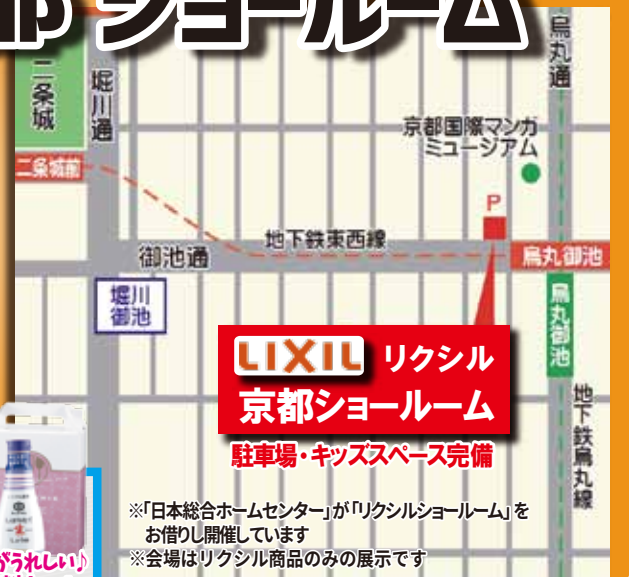 ショールーム
二条城
堀川通
烏丸通
京都国際マンガ
ミュージアム
二条城前
P
地下鉄東西線
御池通
烏丸御池
堀川
御池
烏丸御池
LIXIL リクシル
京都ショールーム
駐車場・キッズスペース完備
地下鉄烏丸線
※「日本総合ホームセンター」が「リクシルショールーム」を
お借りし開催しています
※会場はリクシル商品のみの展示です
がうれしい♪